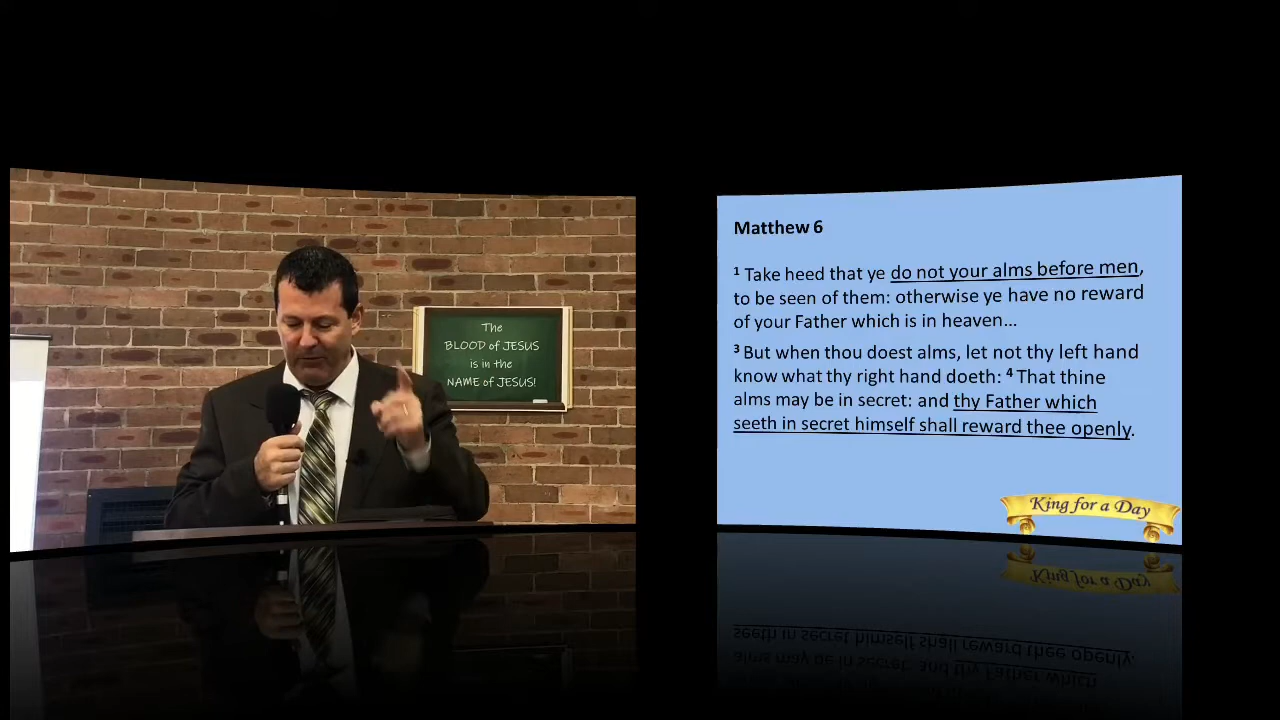 The
BLOOD of JESUS
is in the
NAME of JESUS!
Matthew 6
1 Take heed that ye do not your alms before men,
to be seen of them: otherwise ye have no reward
of your Father which is in heaven...
3 But when thou doest alms, let not thy left hand
know what thy right hand doeth: 4 That thine
alms may be in secret: and thy Father which
seeth in secret himself shall reward thee openly.
King for a Day